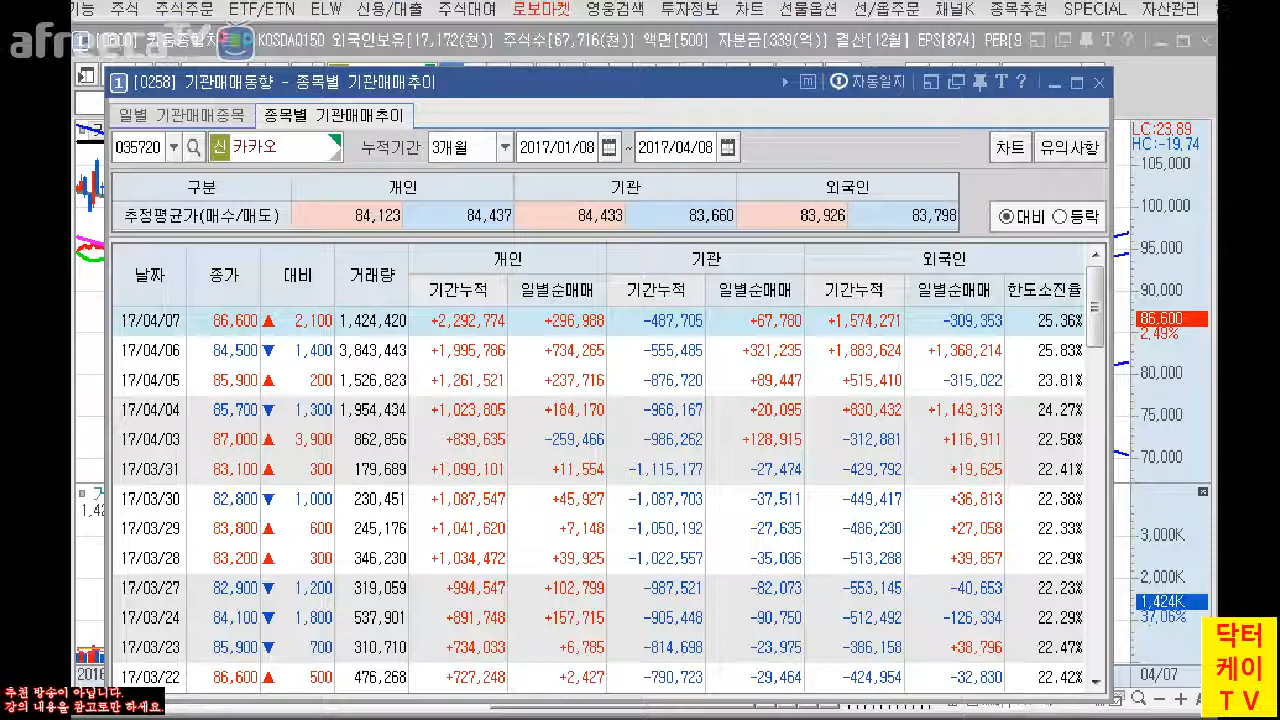 기능 주식 주식주문 ETF/ETN ELW 신용/대출 주식대여 로보마켓 영웅검색 투자정보 차트 선물옵션 선/옵주문 채널K 종목추천 SPECIAL 자산관리
afreecaTV
KOSDAQ150 외국인보유[17,172(천)] 주식수[67,716(천)] 액면[500] 자본금[339(억)] 결산[12월] EPS[874] PER[9
1 [0258] 기관매매동향 - 종목별 기관매매추이 자동일지
일별 기관매매종목 종목별 기관매매추이
035720 신 카카오 누적기간 3개월 2017/01/08 ~ 2017/04/08 차트 유의사항
구분 개인 기관 외국인
추정평균가(매수/매도) 84,123 84,437 84,433 83,660 83,926 83,798 대비 등락
날짜 종가 대비 거래량 개인 기관 외국인
기간누적 일별순매매 기간누적 일별순매매 기간누적 일별순매매 한도소진율
17/04/07 86,600 ▲ 2,100 1,424,420 +2,292,774 +296,988 -487,705 +67,780 +1,574,271 -309,353 25.36%
17/04/06 84,500 ▼ 1,400 3,843,443 +1,995,786 +734,265 -555,485 +321,235 +1,883,624 +1,368,214 25.83%
17/04/05 85,900 ▲ 200 1,526,823 +1,261,521 +237,716 -876,720 +89,447 +515,410 -315,022 23.81%
17/04/04 85,700 ▼ 1,300 1,954,434 +1,023,805 +184,170 -966,167 +20,095 +830,432 +1,143,313 24.27%
17/04/03 87,000 ▲ 3,900 862,856 +839,635 -259,466 -986,262 +128,915 -312,881 +116,911 22.58%
17/03/31 83,100 ▲ 300 179,689 +1,099,101 +11,554 -1,115,177 -27,474 -429,792 +19,625 22.41%
17/03/30 82,800 ▼ 1,000 230,451 +1,087,547 +45,927 -1,087,703 -37,511 -449,417 +36,813 22.38%
17/03/29 83,800 ▲ 600 245,176 +1,041,620 +7,148 -1,050,192 -27,635 -486,230 +27,058 22.33%
17/03/28 83,200 ▲ 300 346,230 +1,034,472 +39,925 -1,022,557 -35,036 -513,288 +39,857 22.29%
17/03/27 82,900 ▼ 1,200 319,059 +994,547 +102,799 -987,521 -82,073 -553,145 -40,653 22.23%
17/03/24 84,100 ▼ 1,800 537,901 +891,748 +157,715 -905,448 -90,750 -512,492 -126,334 22.29%
17/03/23 85,900 ▼ 700 310,710 +734,033 +6,785 -814,698 -23,975 -386,158 +38,796 22.47%
17/03/22 86,600 ▲ 500 476,268 +727,248 +2,427 -790,723 -29,464 -424,954 -32,830 22.42%
LC:23.89
HC:-19.74
105,000
100,000
95,000
90,000
86,600
2.49%
80,000
75,000
70,000
3,000K
2,000K
1,424K
37.06%
04/07
닥터
케이
TV
추천 방송이 아닙니다.
강의 내용을 참고로만 하세요.